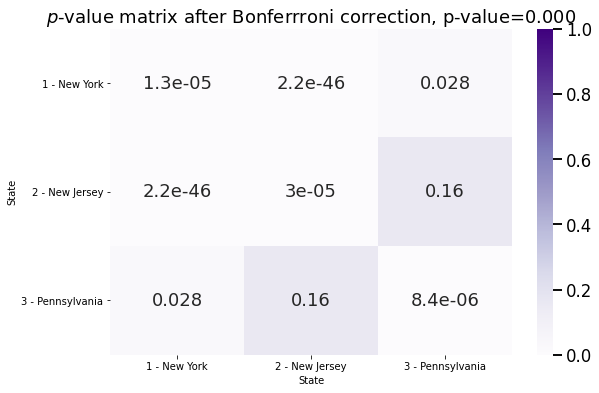 p-value matrix after Bonferrroni correction, p-value=0.000
State
1 - New York
1.3e-05 2.2e-46 0.028
2 - New Jersey
2.2e-46 3e-05 0.16
3 - Pennsylvania
0.028 0.16 8.4e-06
1 - New York 2 - New Jersey 3 - Pennsylvania
State
1.0
0.8
0.6
0.4
0.2
0.0